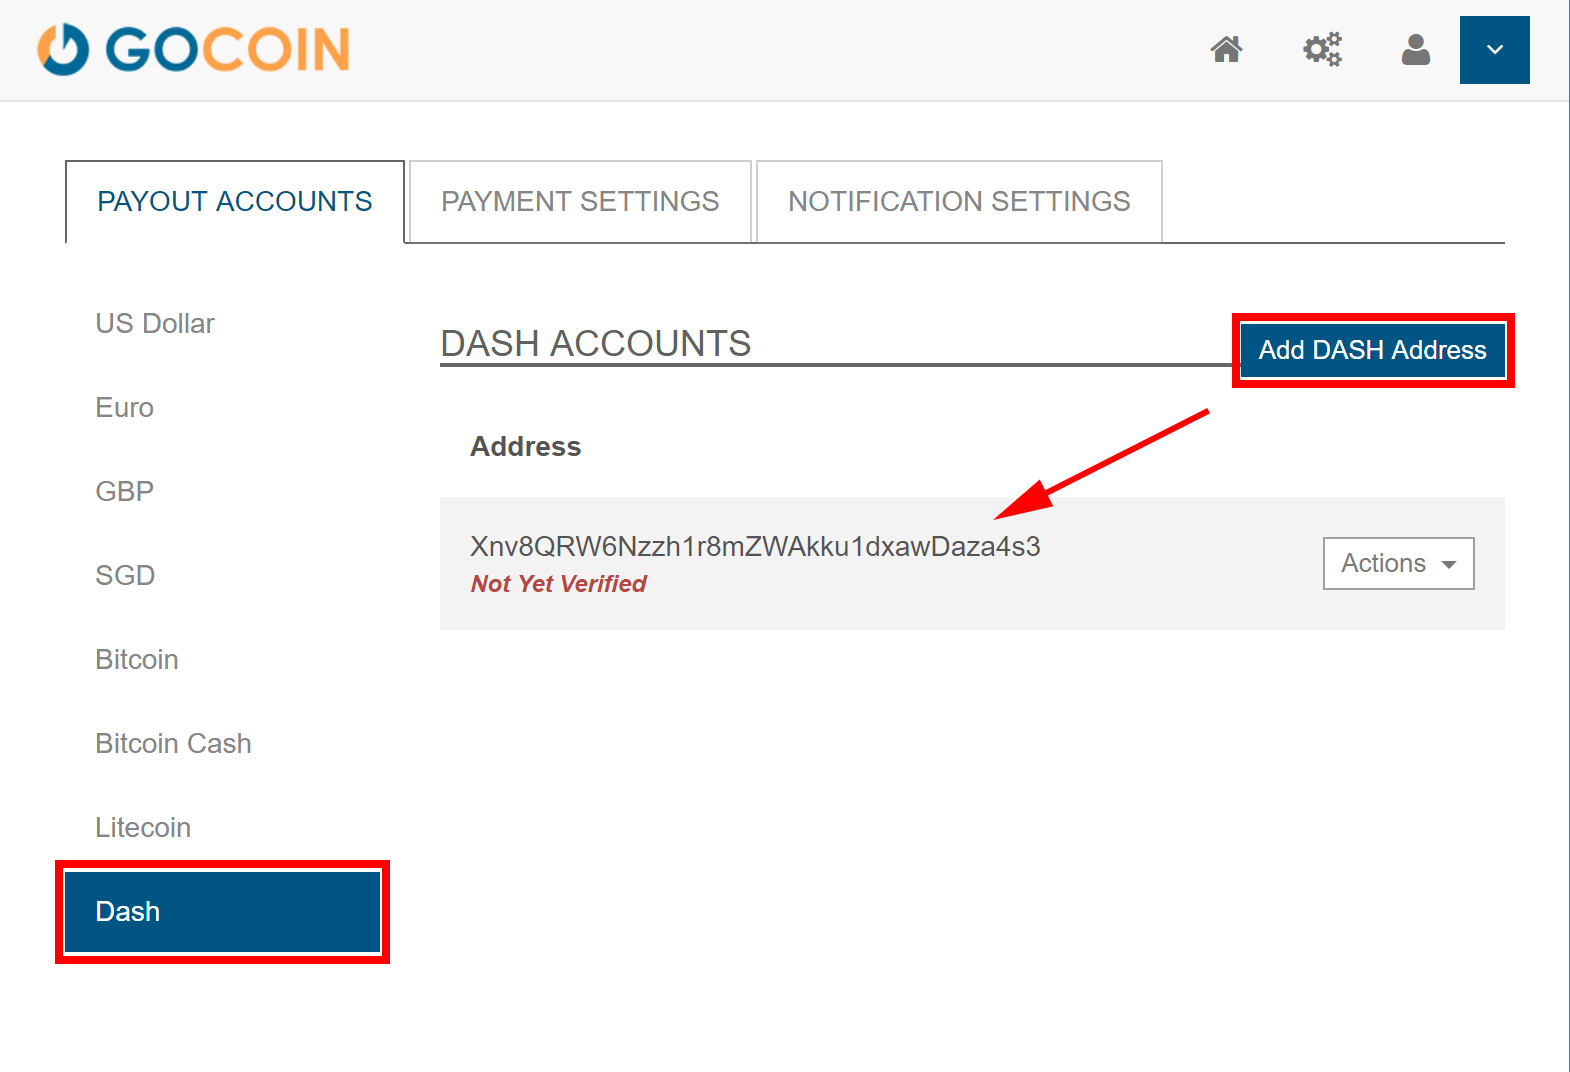 GOCOIN
PAYOUT ACCOUNTS
PAYMENT SETTINGS
NOTIFICATION SETTINGS
US Dollar
Euro
GBP
SGD
Bitcoin
Bitcoin Cash
Litecoin
Dash
DASH ACCOUNTS
Add DASH Address
Address
Xnv8QRW6Nzzh1r8mZWAkku1dxawDaza4s3
Not Yet Verified
Actions